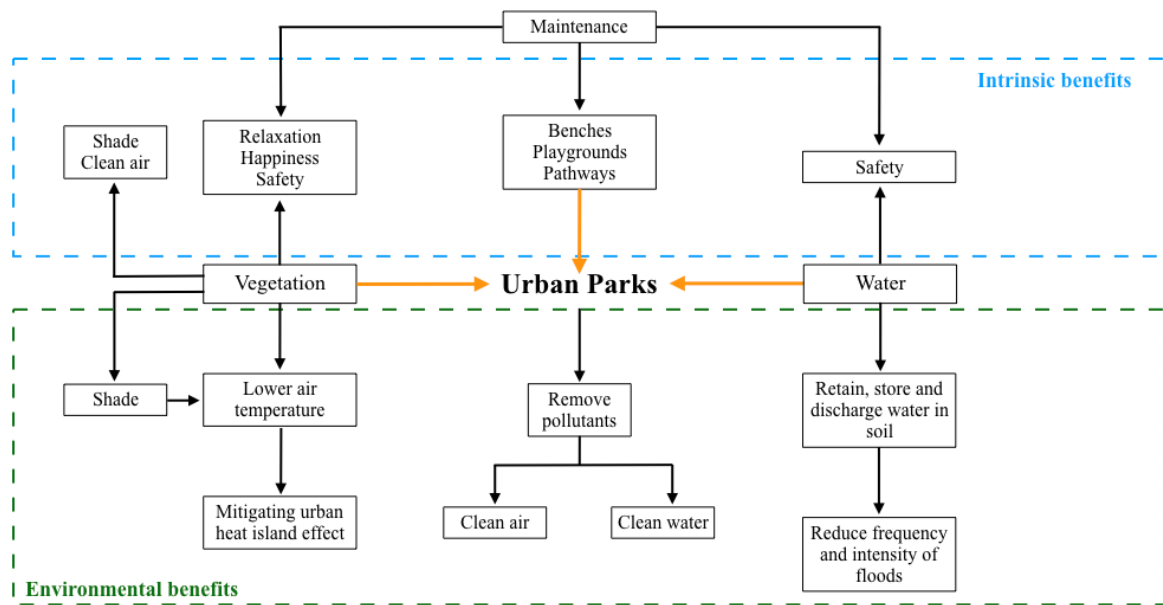 Maintenance
Intrinsic benefits
Shade
Clean air
Relaxation
Happiness
Safety
Benches
Playgrounds
Pathways
Safety
Vegetation
Urban Parks
Water
Shade
Lower air
temperature
Remove
pollutants
Retain, store and
discharge water in
soil
Mitigating urban
heat island effect
Clean air
Clean water
Reduce frequency
and intensity of
floods
Environmental benefits